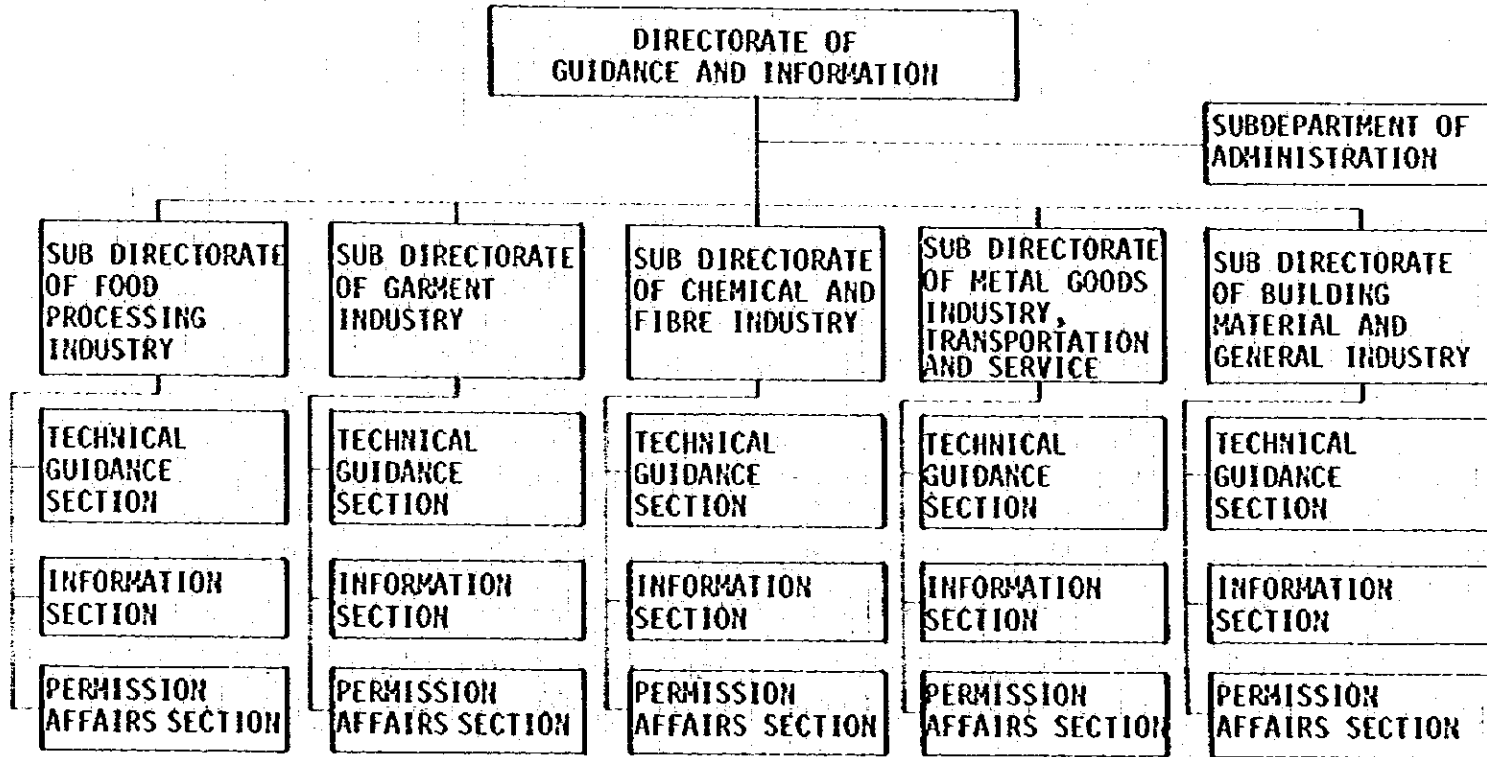 DIRECTORATE OF
GUIDANCE AND INFORMATION
SUBDEPARTMENT OF
ADMINISTRATION
SUB DIRECTORATE
OF FOOD
PROCESSING
INDUSTRY
SUB DIRECTORATE
OF GARMENT
INDUSTRY
SUB DIRECTORATE
OF CHEMICAL AND
FIBRE INDUSTRY
SUB DIRECTORATE
OF METAL GOODS
INDUSTRY,
TRANSPORTATION
AND SERVICE
SUB DIRECTORATE
OF BUILDING
MATERIAL AND
GENERAL INDUSTRY
TECHNICAL
GUIDANCE
SECTION
TECHNICAL
GUIDANCE
SECTION
TECHNICAL
GUIDANCE
SECTION
TECHNICAL
GUIDANCE
SECTION
TECHNICAL
GUIDANCE
SECTION
INFORMATION
SECTION
INFORMATION
SECTION
INFORMATION
SECTION
INFORMATION
SECTION
INFORMATION
SECTION
PERMISSION
AFFAIRS SECTION
PERMISSION
AFFAIRS SECTION
PERMISSION
AFFAIRS SECTION
PERMISSION
AFFAIRS SECTION
PERMISSION
AFFAIRS SECTION